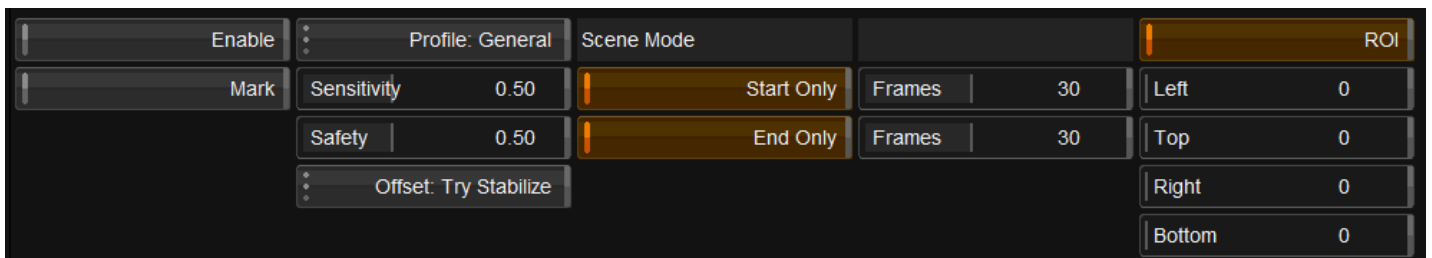 Enable Profile: General Scene Mode ROI
Mark Sensitivity 0.50 Start Only Frames 30 Left 0
Safety 0.50 End Only Frames 30 Top 0
Offset: Try Stabilize Right 0
Bottom 0